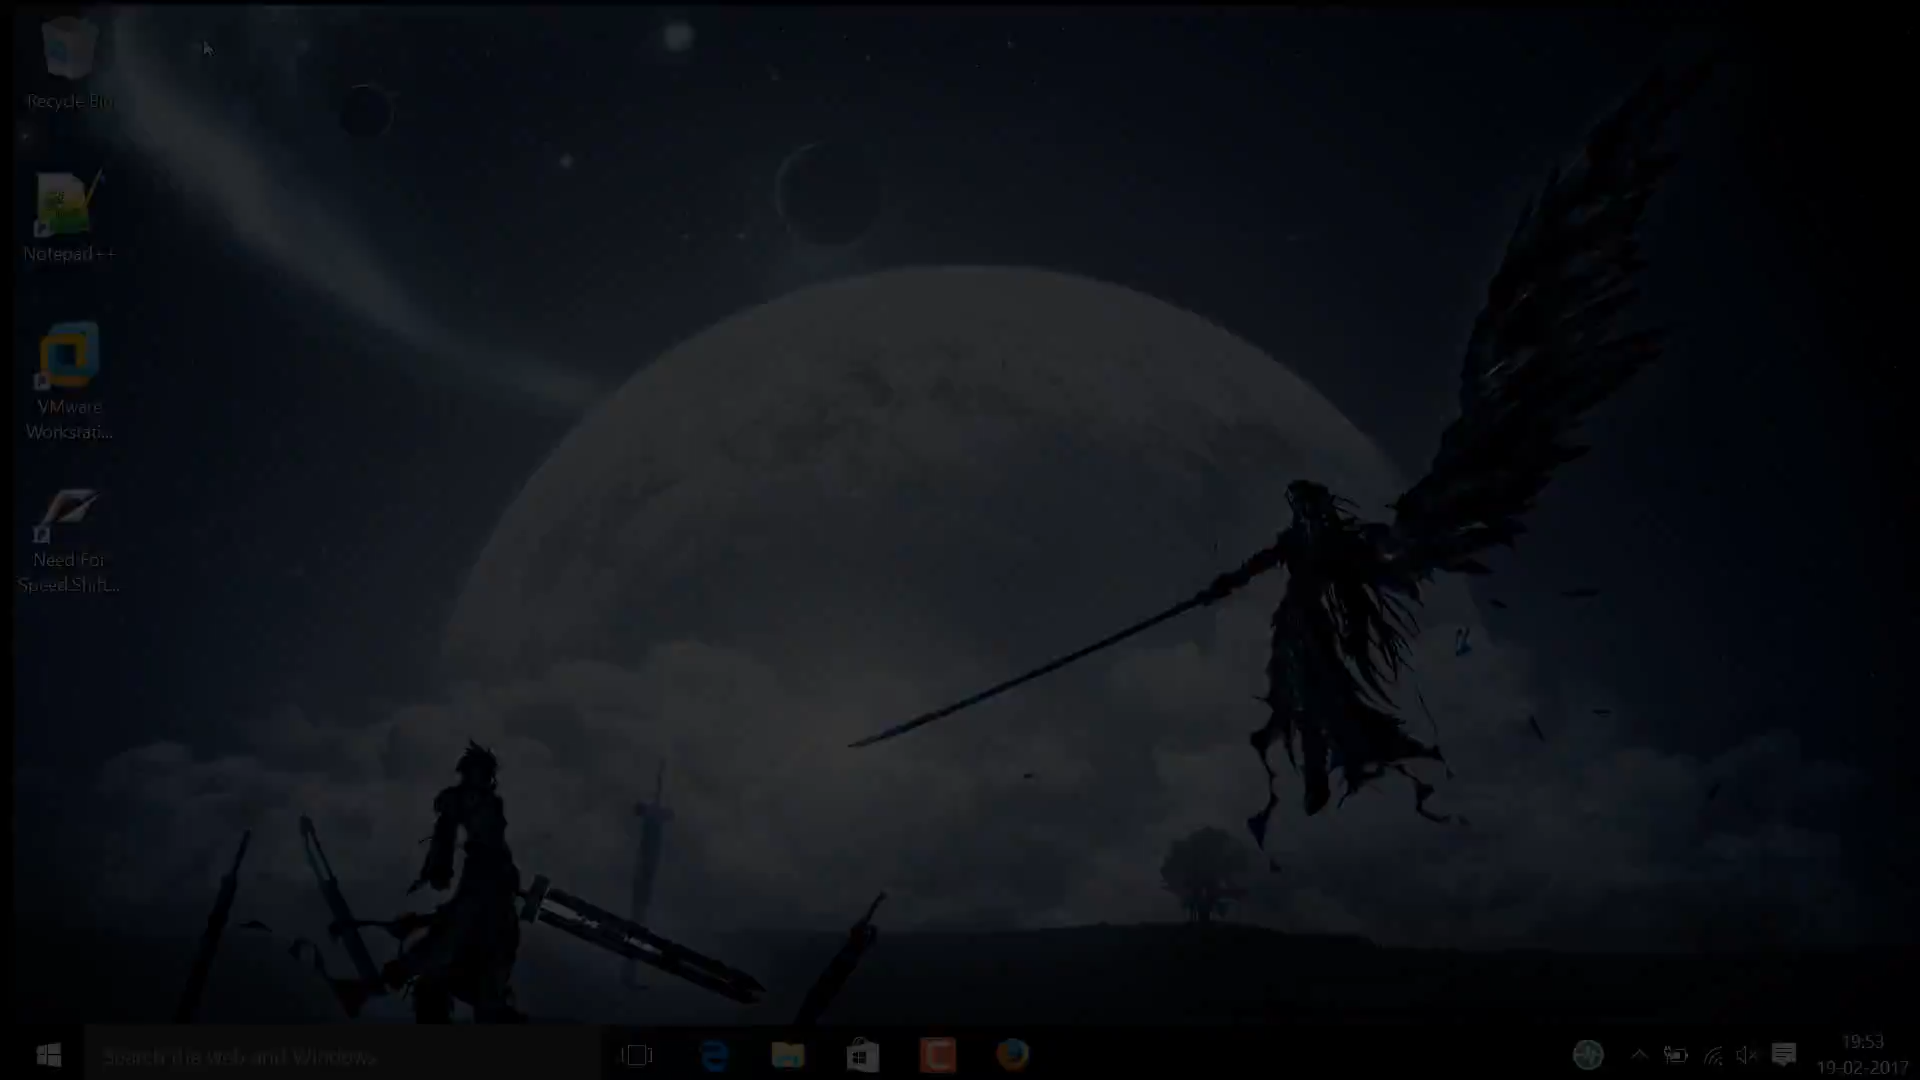 Recycle Bin
Notepad++
VMware
Workstati...
Need For
Speed.Shift...
Search the web and Windows
19:53
19-02-2017